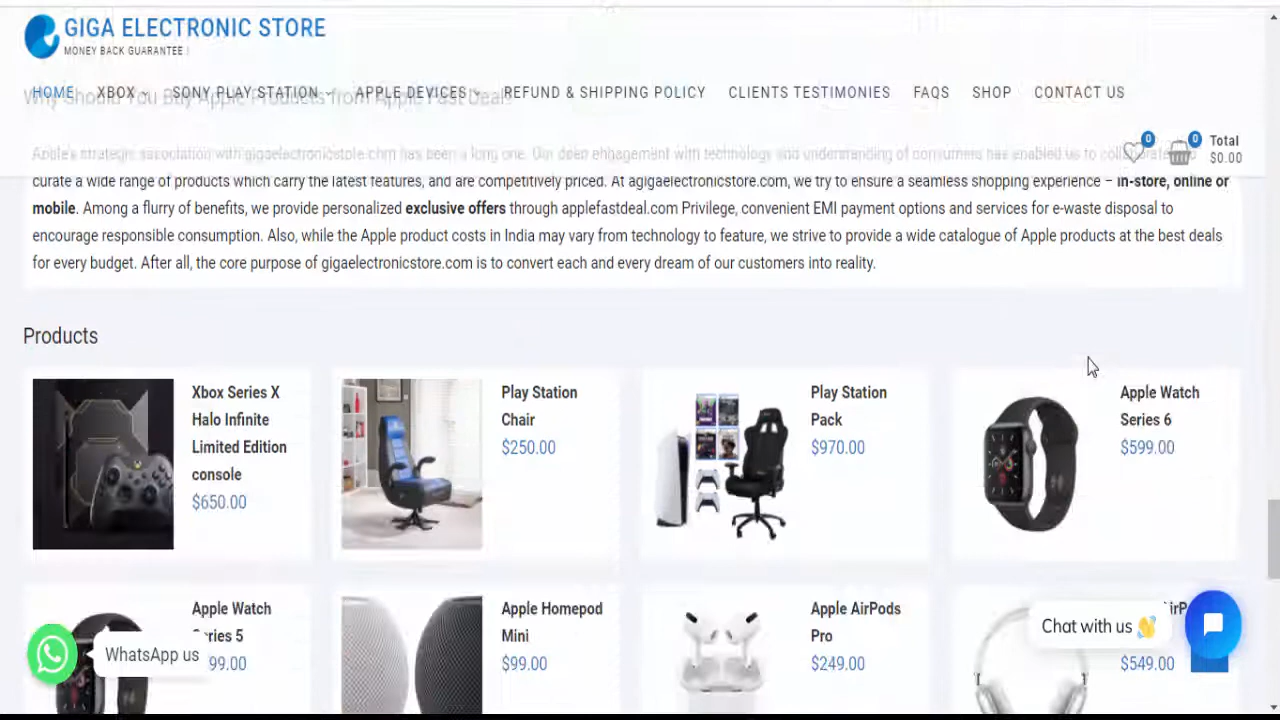 GIGA ELECTRONIC STORE
MONEY BACK GUARANTEE |
HOME XBOX SONY PLAY STATION APPLE DEVICES REFUND & SHIPPING POLICY CLIENTS TESTIMONIES FAQS SHOP CONTACT US
Why Should You Buy Apple Products from Apple Fast Deals
0 0 Total
$0.00
Apple's strategic association with gigaelectronicstole.com has been a long one. Our deep engagement with technology and understanding of consumers has enabled us to
curate a wide range of products which carry the latest features, and are competitively priced. At agigaelectronicstore.com, we try to ensure a seamless shopping experience – in-store, online or
mobile. Among a flurry of benefits, we provide personalized exclusive offers through applefastdeal.com Privilege, convenient EMI payment options and services for e-waste disposal to
encourage responsible consumption. Also, while the Apple product costs in India may vary from technology to feature, we strive to provide a wide catalogue of Apple products at the best deals
for every budget. After all, the core purpose of gigaelectronicstore.com is to convert each and every dream of our customers into reality.
Products
Xbox Series X
Halo Infinite
Limited Edition
console
$650.00
Play Station
Chair
$250.00
Play Station
Pack
$970.00
Apple Watch
Series 6
$599.00
Apple Watch
ries 5
99.00
Apple Homepod
Mini
$99.00
Apple AirPods
Pro
$249.00
$549.00
WhatsApp us
Chat with us 👋